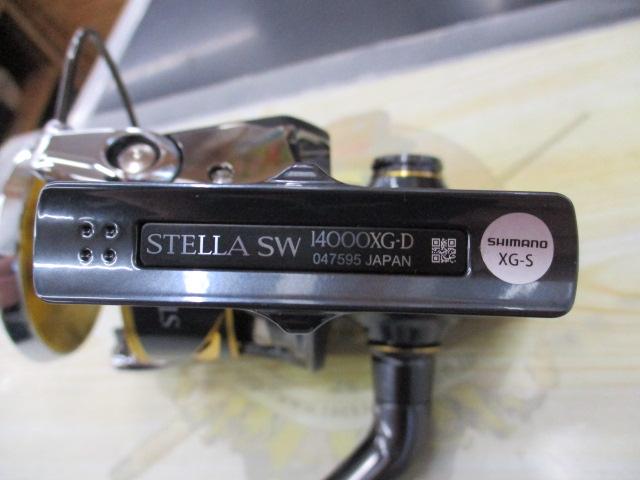 STELLA SW 14000XG-D
047595 JAPAN
SHIMANO
XG-S